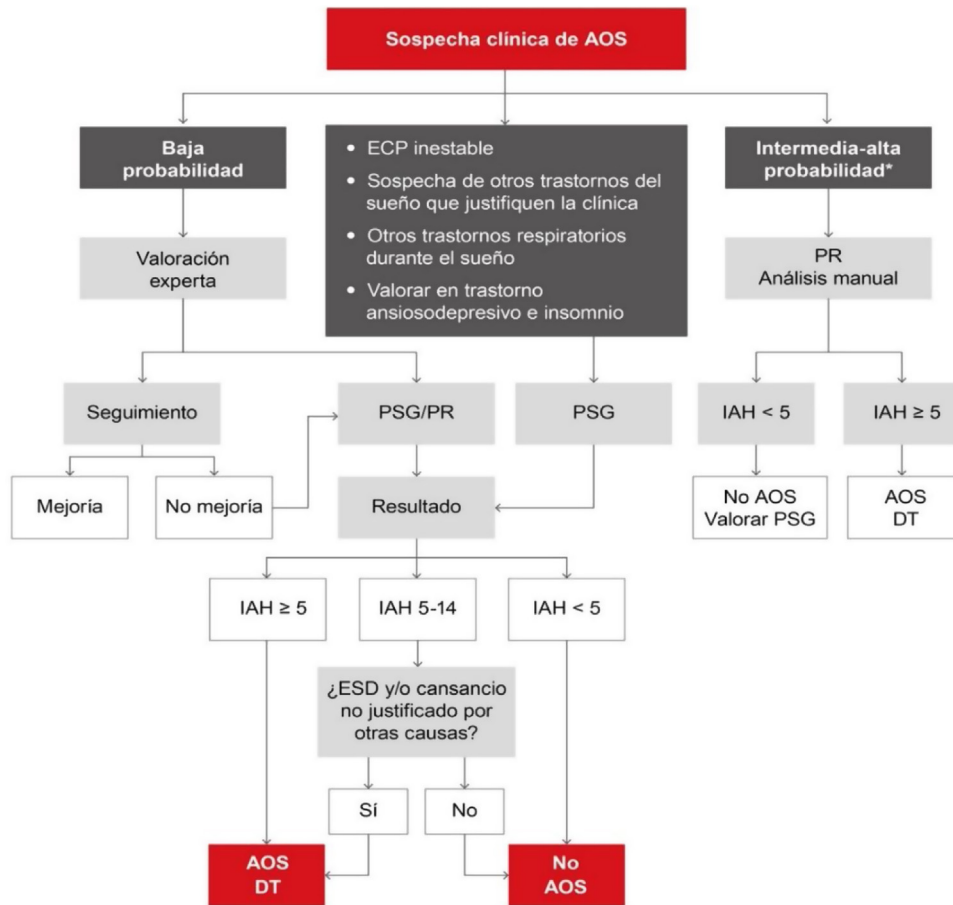 Sospecha clínica de AOS
Baja
probabilidad
• ECP inestable
• Sospecha de otros trastornos del
sueño que justifiquen la clínica
• Otros trastornos respiratorios
durante el sueño
• Valorar en trastorno
ansiosodepresivo e insomnio
Intermedia-alta
probabilidad*
Valoración
experta
PR
Análisis manual
Seguimiento
PSG/PR
PSG
IAH < 5
IAH ≥ 5
Mejoría
No mejoría
Resultado
No AOS
Valorar PSG
AOS
DT
IAH ≥ 5
IAH 5-14
IAH < 5
¿ESD y/o cansancio
no justificado por
otras causas?
Sí
No
AOS
DT
No
AOS